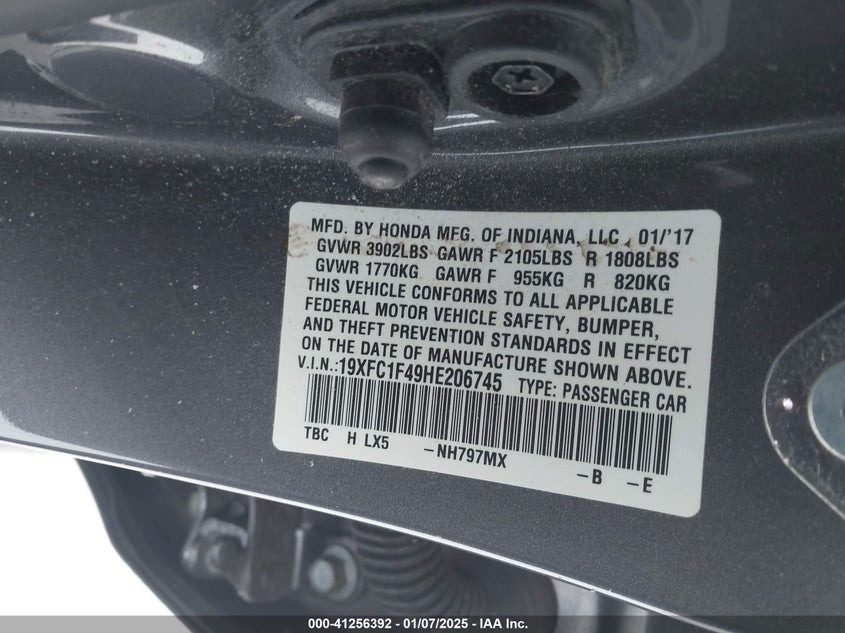 MFD. BY HONDA MFG. OF INDIANA, LLC 01/'17
GVWR 3902LBS GAWR F 2105LBS R 1808LBS
GVWR 1770KG GAWR F 955KG R 820KG
THIS VEHICLE CONFORMS TO ALL APPLICABLE
FEDERAL MOTOR VEHICLE SAFETY, BUMPER,
AND THEFT PREVENTION STANDARDS IN EFFECT
ON THE DATE OF MANUFACTURE SHOWN ABOVE.
V.I.N.:19XFC1F49HE206745 TYPE: PASSENGER CAR
TBC H LX5 -NH797MX -B -E
000-41256392 - 01/07/2025 - IAA Inc.